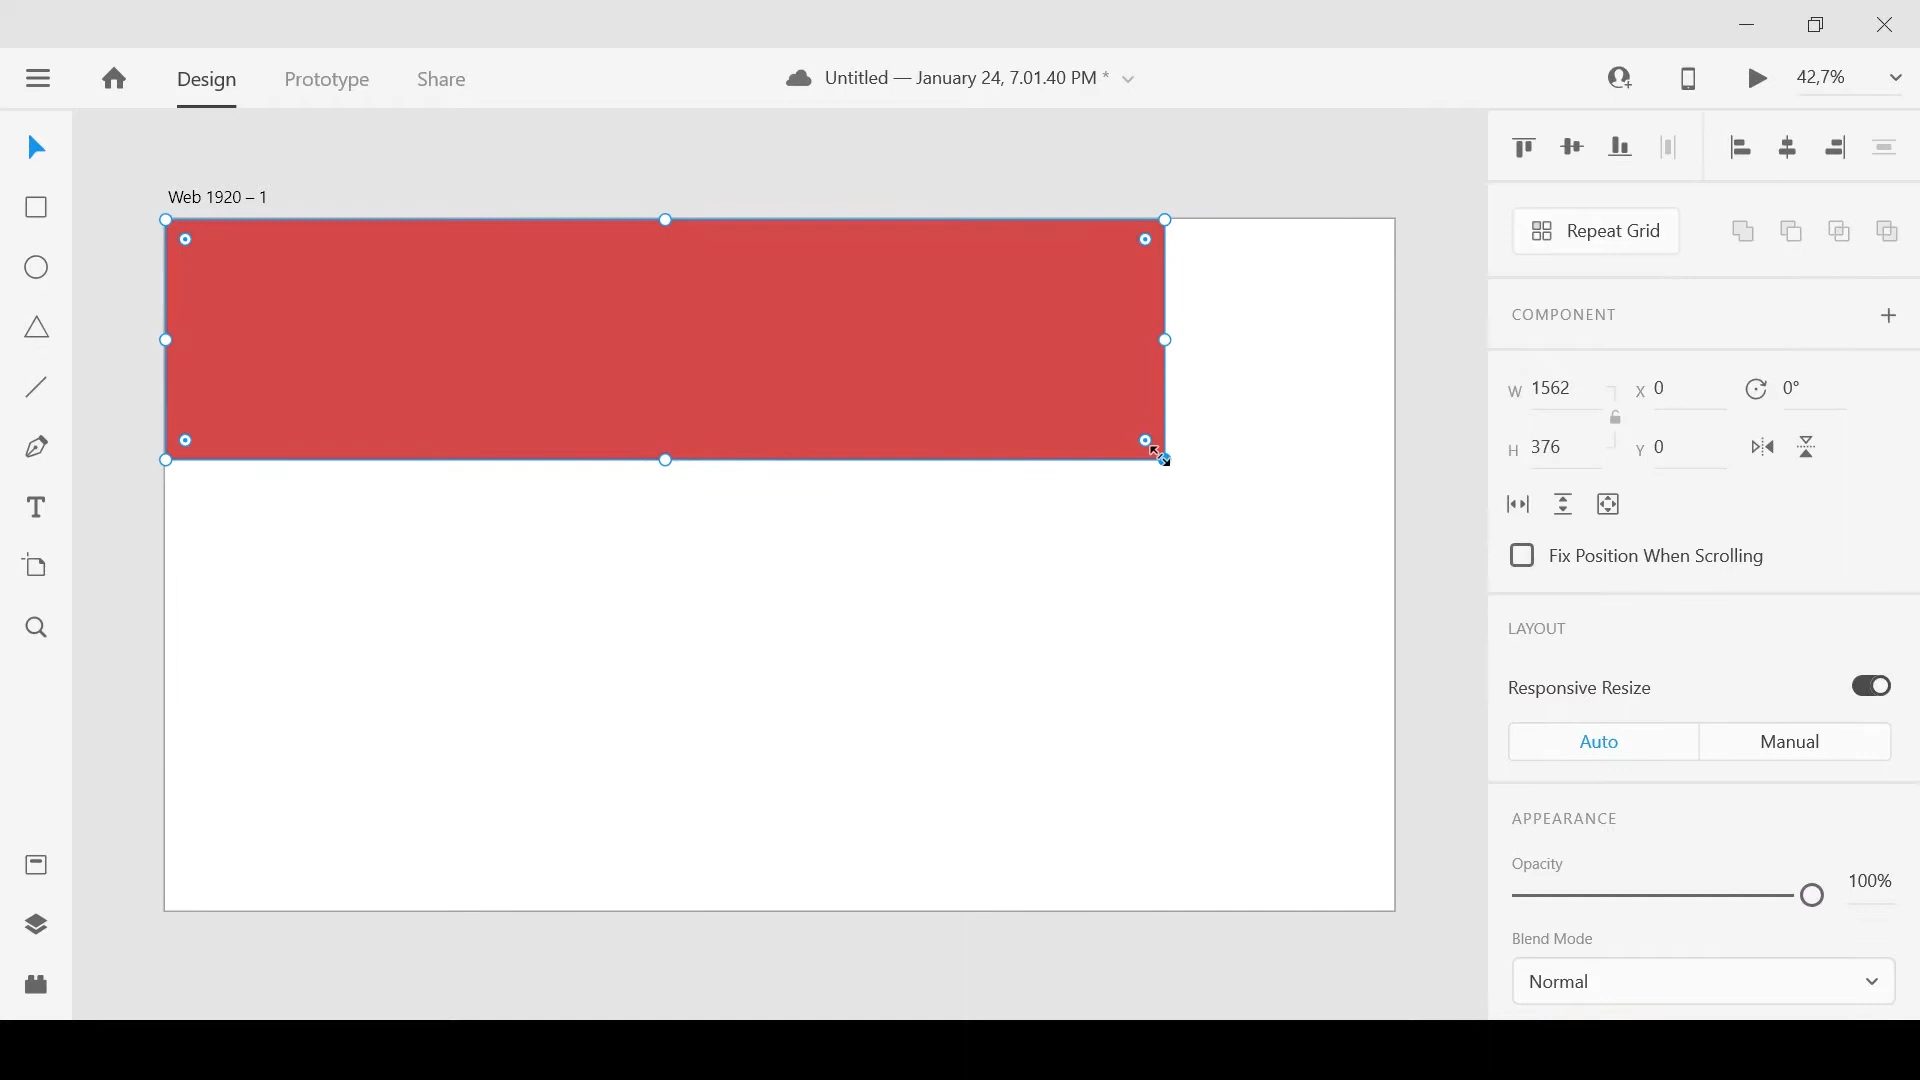 Design Prototype Share Untitled — January 24, 7.01.40 PM * 42,7%
Web 1920 – 1
Repeat Grid
COMPONENT
W 1562 X 0 0°
H 376 Y 0
Fix Position When Scrolling
LAYOUT
Responsive Resize
Auto Manual
APPEARANCE
Opacity
100%
Blend Mode
Normal